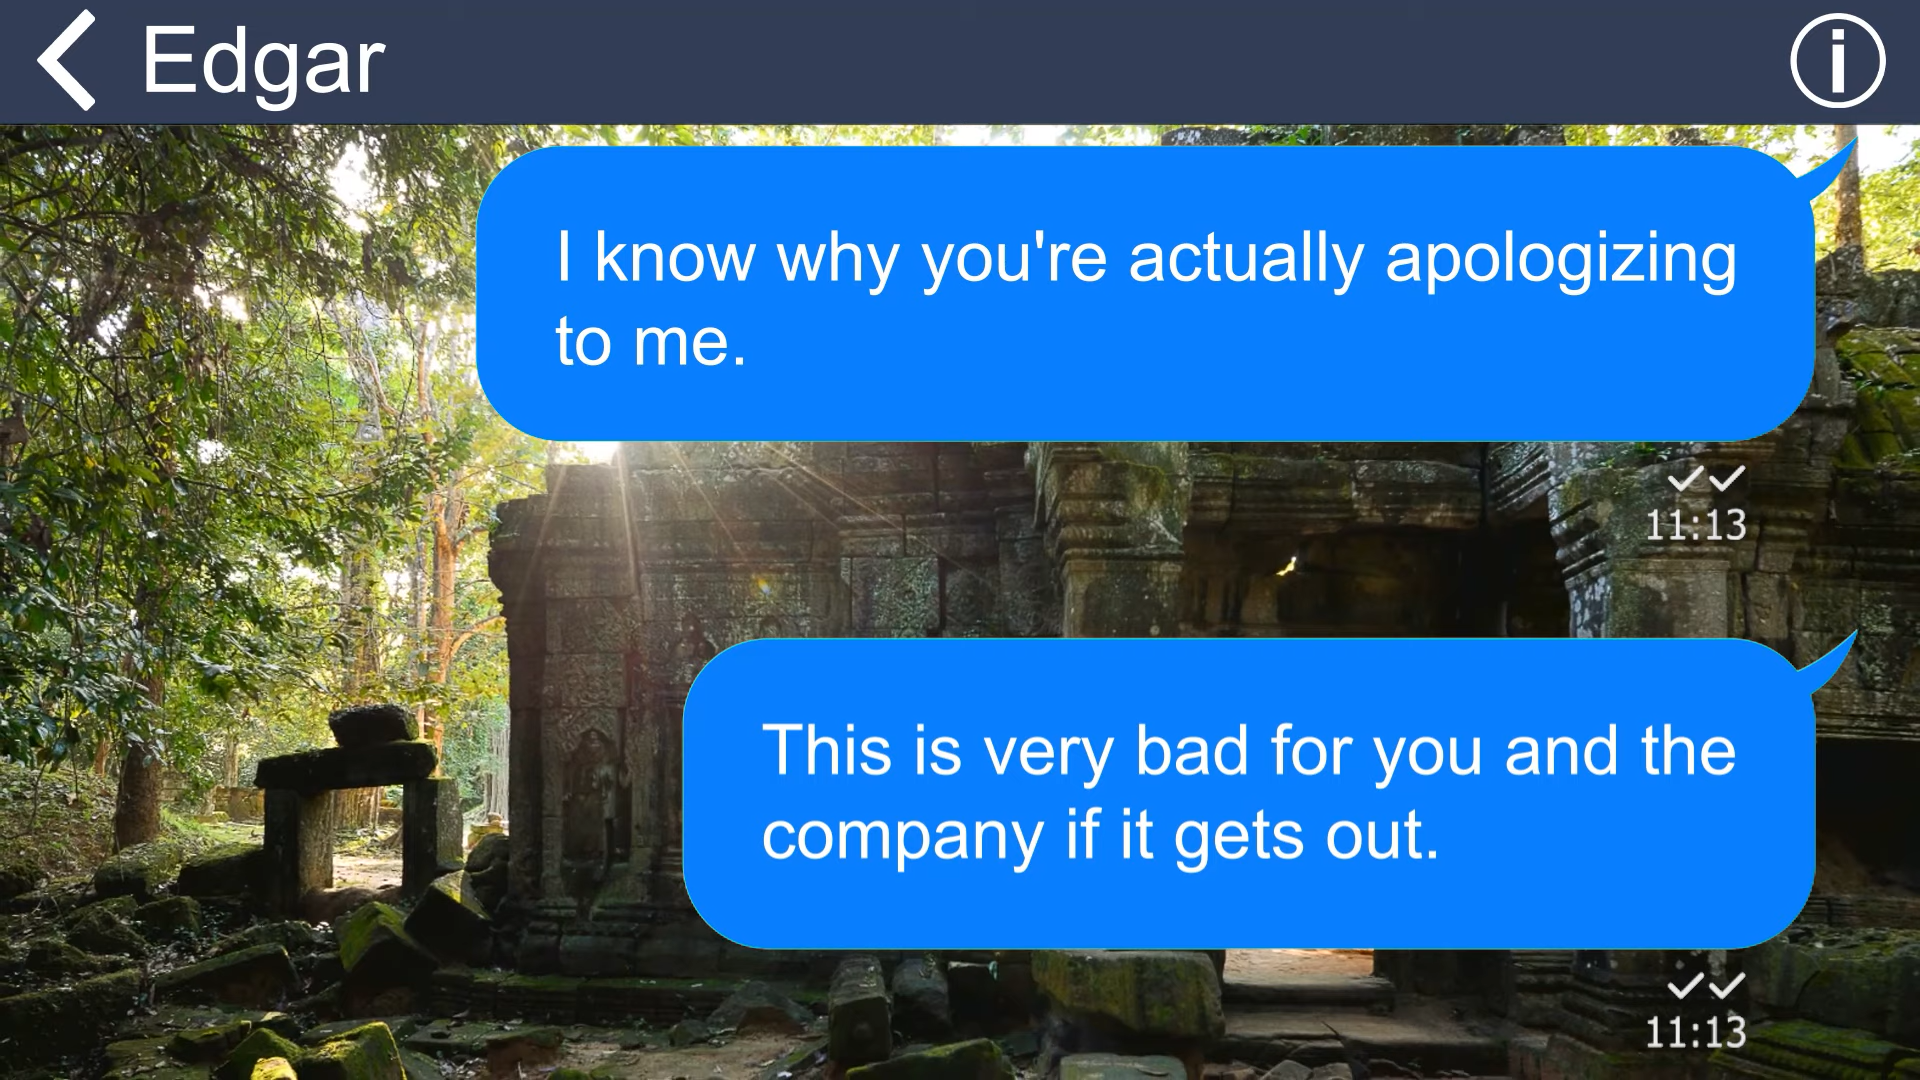 Edgar
I know why you're actually apologizing
to me.
11:13
This is very bad for you and the
company if it gets out.
11:13